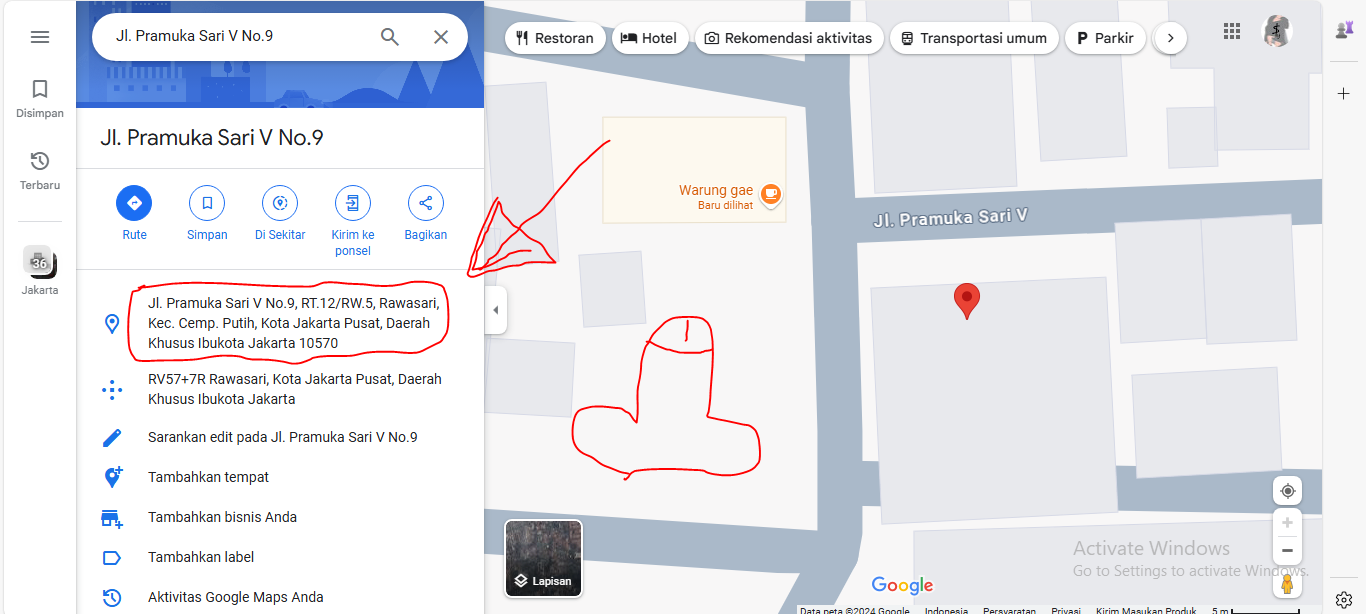 Jl. Pramuka Sari V No.9
Restoran
Hotel
Rekomendasi aktivitas
Transportasi umum
P Parkir
Disimpan
Terbaru
36
Jakarta
Jl. Pramuka Sari V No.9
Rute
Simpan
Di Sekitar
Kirim ke
ponsel
Bagikan
Jl. Pramuka Sari V No.9, RT.12/RW.5, Rawasari,
Kec. Cemp. Putih, Kota Jakarta Pusat, Daerah
Khusus Ibukota Jakarta 10570
RV57+7R Rawasari, Kota Jakarta Pusat, Daerah
Khusus Ibukota Jakarta
Sarankan edit pada Jl. Pramuka Sari V No.9
Tambahkan tempat
Tambahkan bisnis Anda
Tambahkan label
Aktivitas Google Maps Anda
Warung gae
Baru dilihat
Jl. Pramuka Sari V
Lapisan
Google
Activate Windows
Go to Settings to activate Windows.
Data peta ©2024 Google Indonesia Persyaratan Privasi Kirim Masukan Produk 5 m